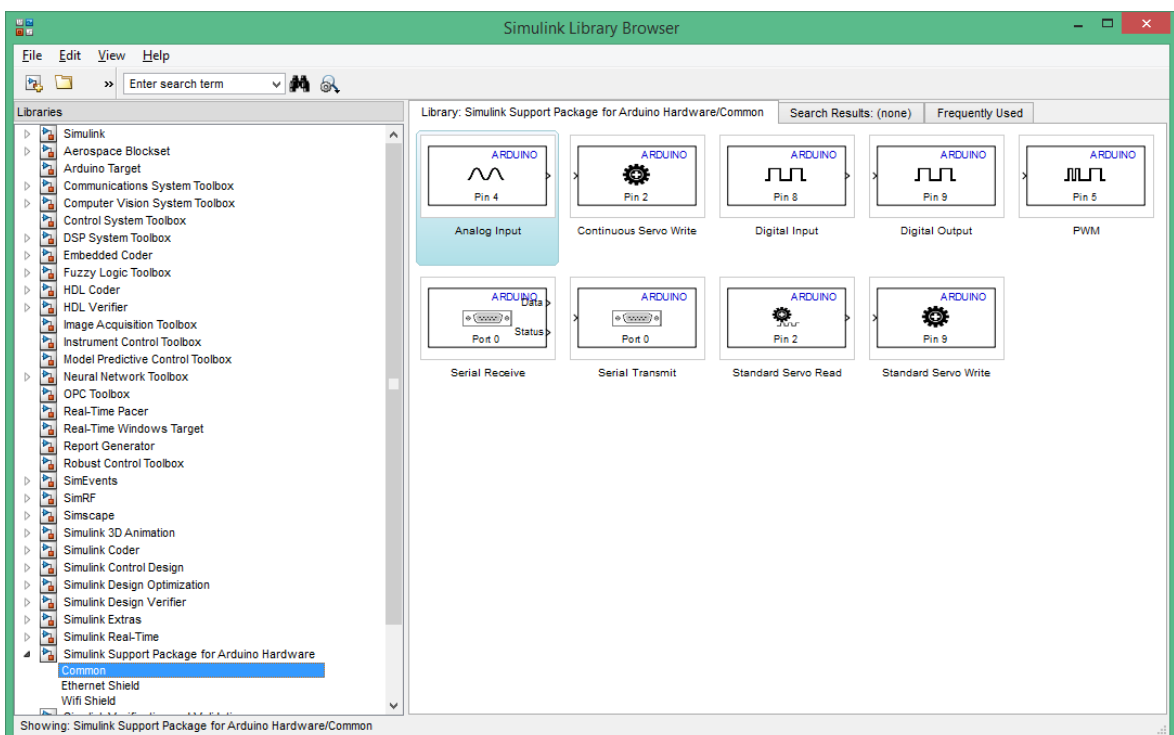 Simulink Library Browser
File Edit View Help
» Enter search term
Libraries
Simulink
Aerospace Blockset
Arduino Target
Communications System Toolbox
Computer Vision System Toolbox
Control System Toolbox
DSP System Toolbox
Embedded Coder
Fuzzy Logic Toolbox
HDL Coder
HDL Verifier
Image Acquisition Toolbox
Instrument Control Toolbox
Model Predictive Control Toolbox
Neural Network Toolbox
OPC Toolbox
Real-Time Pacer
Real-Time Windows Target
Report Generator
Robust Control Toolbox
SimEvents
SimRF
Simscape
Simulink 3D Animation
Simulink Coder
Simulink Control Design
Simulink Design Optimization
Simulink Design Verifier
Simulink Extras
Simulink Real-Time
Simulink Support Package for Arduino Hardware
Common
Ethernet Shield
Wifi Shield
Library: Simulink Support Package for Arduino Hardware/Common Search Results: (none) Frequently Used
ARDUINO ARDUINO ARDUINO ARDUINO ARDUINO
Pin 4 Pin 2 Pin 8 Pin 9 Pin 5
Analog Input Continuous Servo Write Digital Input Digital Output PWM
ARDUINO ARDUINO ARDUINO ARDUINO
Data
Status
Port 0 Port 0 Pin 2 Pin 9
Serial Receive Serial Transmit Standard Servo Read Standard Servo Write
Showing: Simulink Support Package for Arduino Hardware/Common